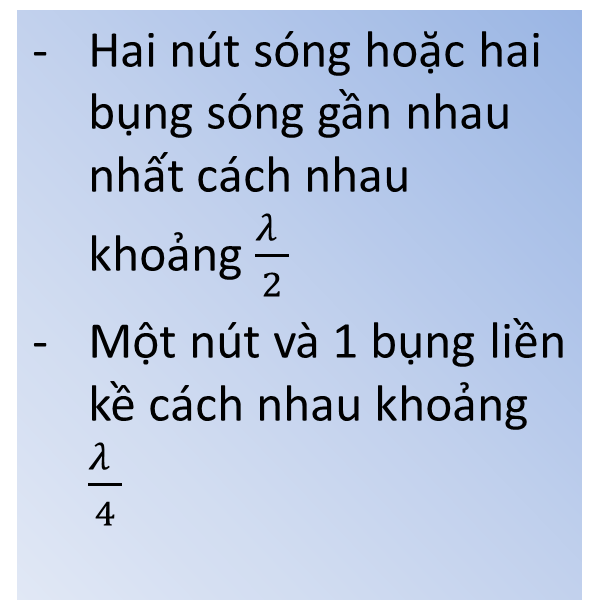 - Hai nút sóng hoặc hai
bụng sóng gần nhau
nhất cách nhau
khoảng λ/2
- Một nút và 1 bụng liền
kề cách nhau khoảng
λ/4